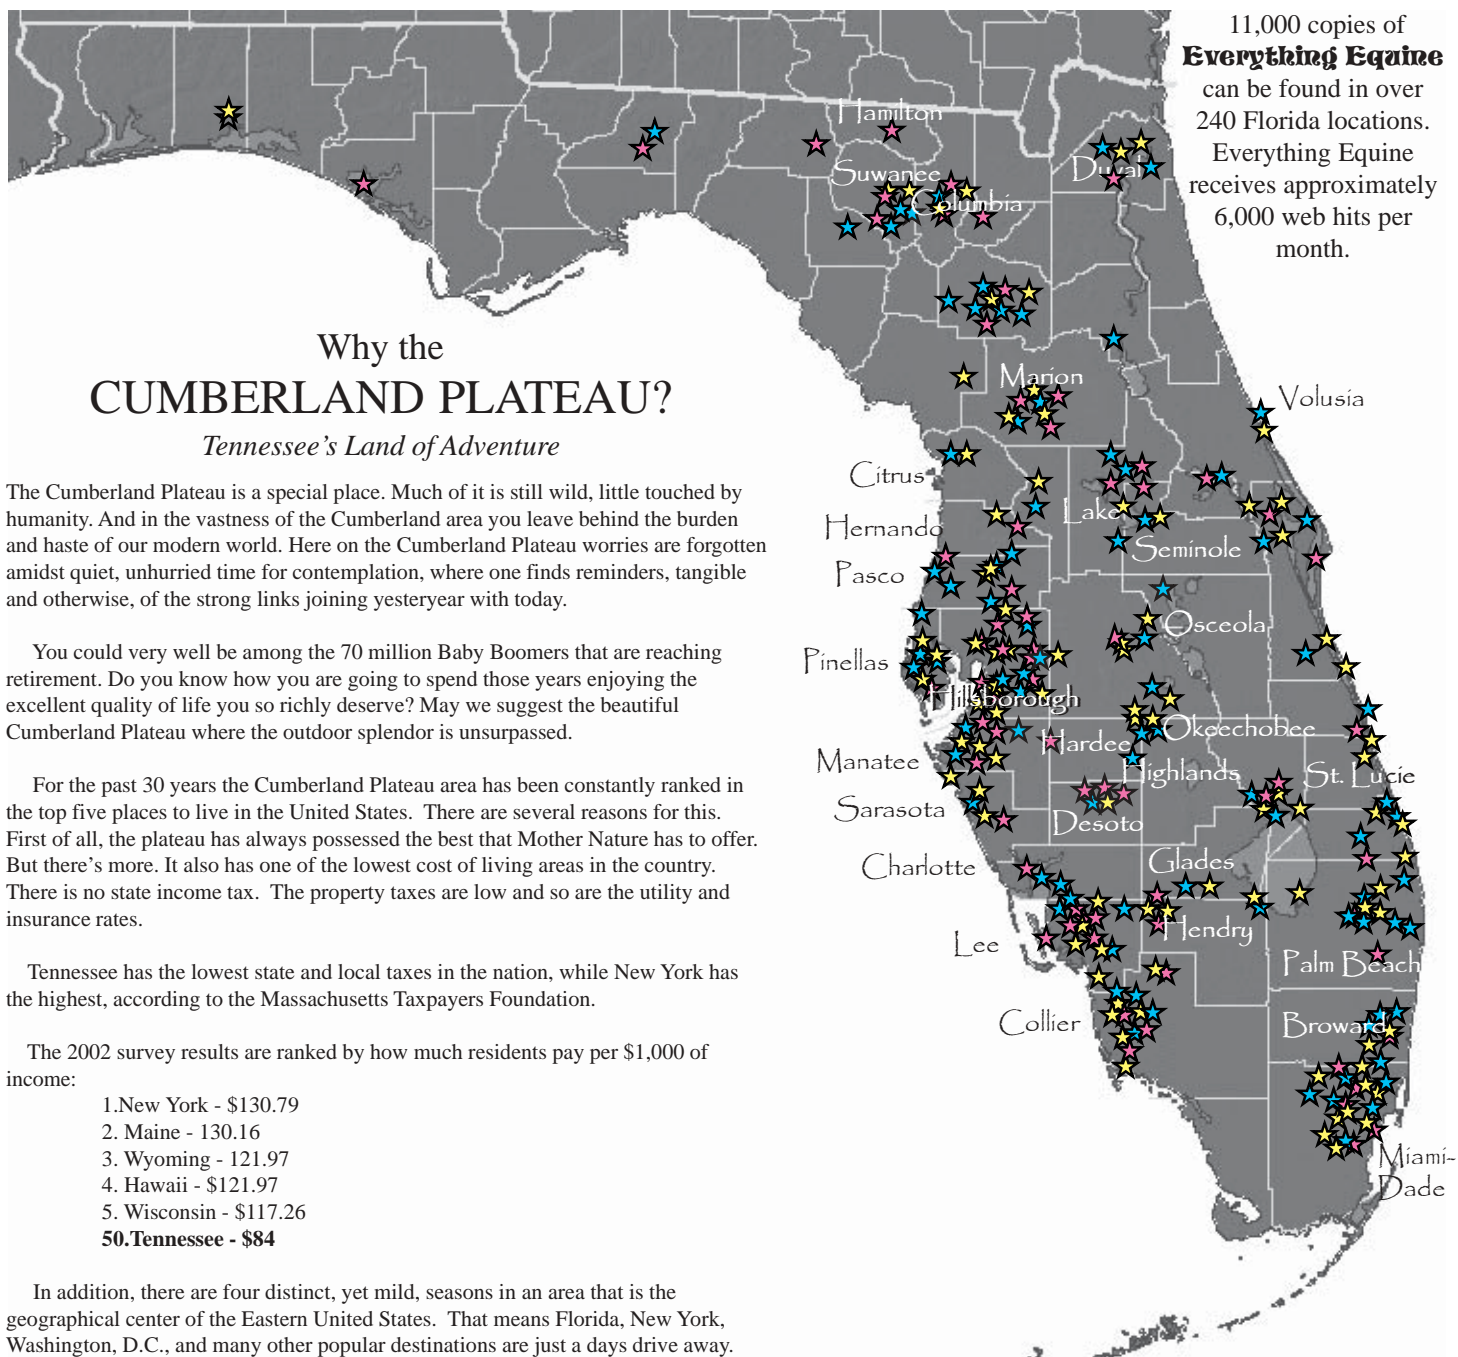 11,000 copies of
Everything Equine
can be found in over
240 Florida locations.
Everything Equine
receives approximately
6,000 web hits per
month.
Why the
CUMBERLAND PLATEAU?
Tennessee's Land of Adventure
The Cumberland Plateau is a special place. Much of it is still wild, little touched by
humanity. And in the vastness of the Cumberland area you leave behind the burden
and haste of our modern world. Here on the Cumberland Plateau worries are forgotten
amidst quiet, unhurried time for contemplation, where one finds reminders, tangible
and otherwise, of the strong links joining yesteryear with today.
You could very well be among the 70 million Baby Boomers that are reaching
retirement. Do you know how you are going to spend those years enjoying the
excellent quality of life you so richly deserve? May we suggest the beautiful
Cumberland Plateau where the outdoor splendor is unsurpassed.
For the past 30 years the Cumberland Plateau area has been constantly ranked in
the top five places to live in the United States. There are several reasons for this.
First of all, the plateau has always possessed the best that Mother Nature has to offer.
But there's more. It also has one of the lowest cost of living areas in the country.
There is no state income tax. The property taxes are low and so are the utility and
insurance rates.
Tennessee has the lowest state and local taxes in the nation, while New York has
the highest, according to the Massachusetts Taxpayers Foundation.
The 2002 survey results are ranked by how much residents pay per $1,000 of
income:
1.New York - $130.79
2. Maine - 130.16
3. Wyoming - 121.97
4. Hawaii - $121.97
5. Wisconsin - $117.26
50.Tennessee - $84
In addition, there are four distinct, yet mild, seasons in an area that is the
geographical center of the Eastern United States. That means Florida, New York,
Washington, D.C., and many other popular destinations are just a days drive away.
Hamilton
Suwanee
Columbia
Duval
Marion
Volusia
Citrus
Lake
Hernando
Seminole
Pasco
Osceola
Pinellas
Hillsborough
Okeechobee
Hardee
Manatee
Highlands
St. Lucie
Sarasota
Desoto
Glades
Charlotte
Hendry
Lee
Palm Beach
Collier
Broward
Miami-
Dade